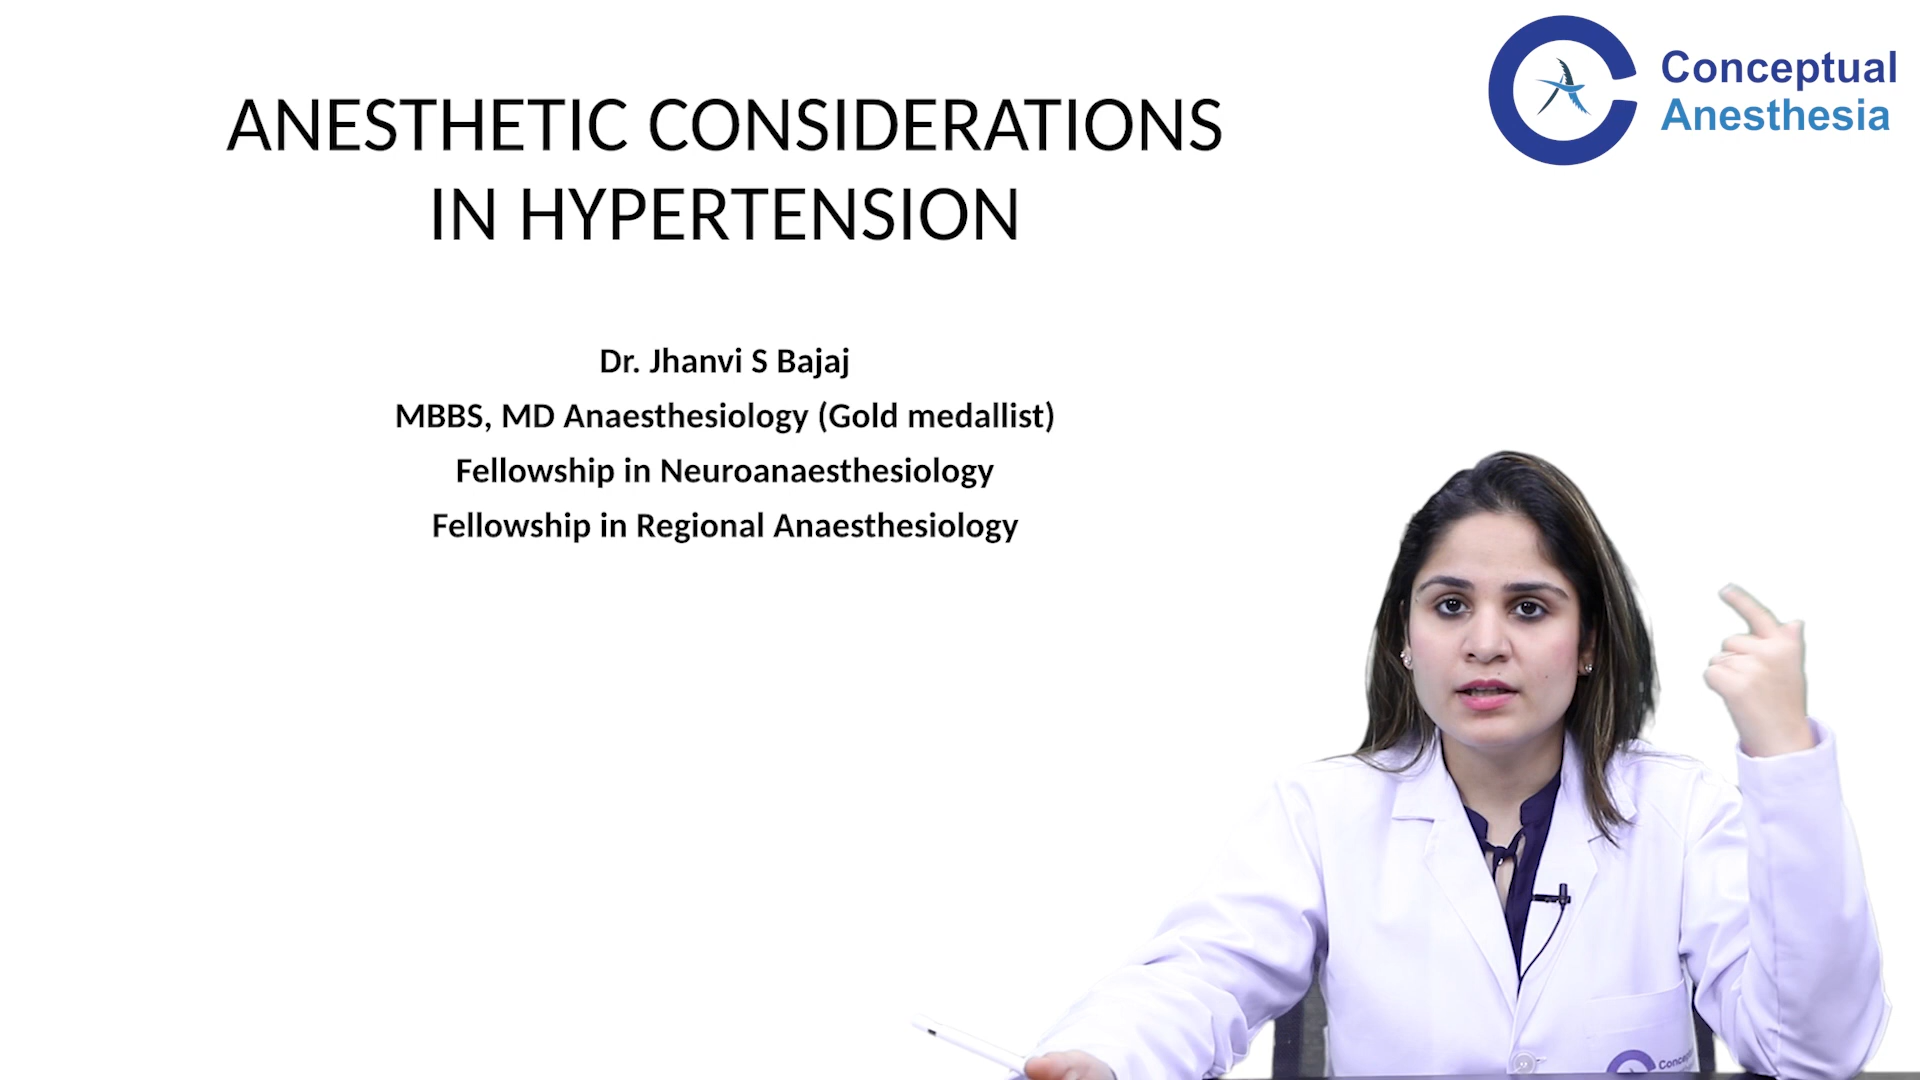 Conceptual
Anesthesia
ANESTHETIC CONSIDERATIONS
IN HYPERTENSION
Dr. Jhanvi S Bajaj
MBBS, MD Anaesthesiology (Gold medallist)
Fellowship in Neuroanaesthesiology
Fellowship in Regional Anaesthesiology